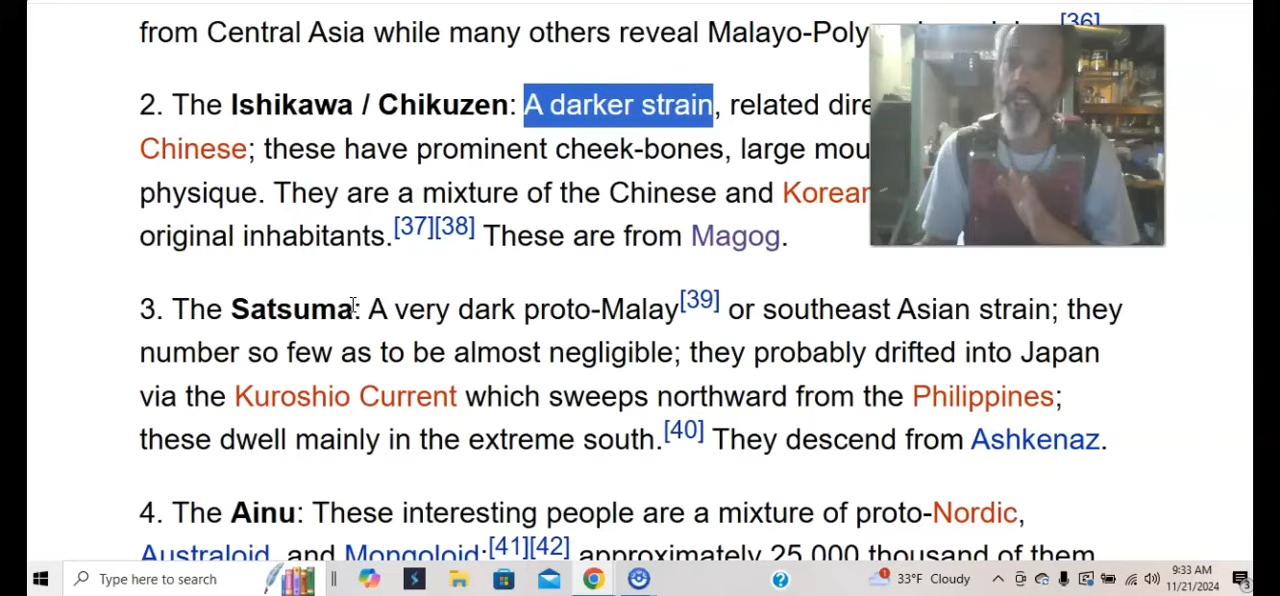 from Central Asia while many others reveal Malayo-Poly
[36]
2. The Ishikawa / Chikuzen: A darker strain, related dire
Chinese; these have prominent cheek-bones, large mou
physique. They are a mixture of the Chinese and Korean
original inhabitants.[37][38] These are from Magog.
3. The Satsuma: A very dark proto-Malay[39] or southeast Asian strain; they
number so few as to be almost negligible; they probably drifted into Japan
via the Kuroshio Current which sweeps northward from the Philippines;
these dwell mainly in the extreme south.[40] They descend from Ashkenaz.
4. The Ainu: These interesting people are a mixture of proto-Nordic,
Australoid, and Mongoloid;[41][42] approximately 25,000 thousand of them
Type here to search
33°F Cloudy
9:33 AM
11/21/2024